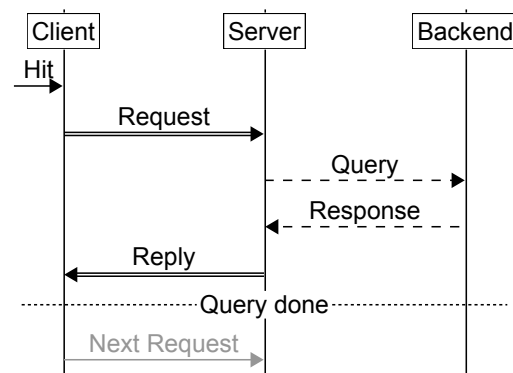 Client Server Backend
Hit
Request
Query
Response
Reply
Query done
Next Request